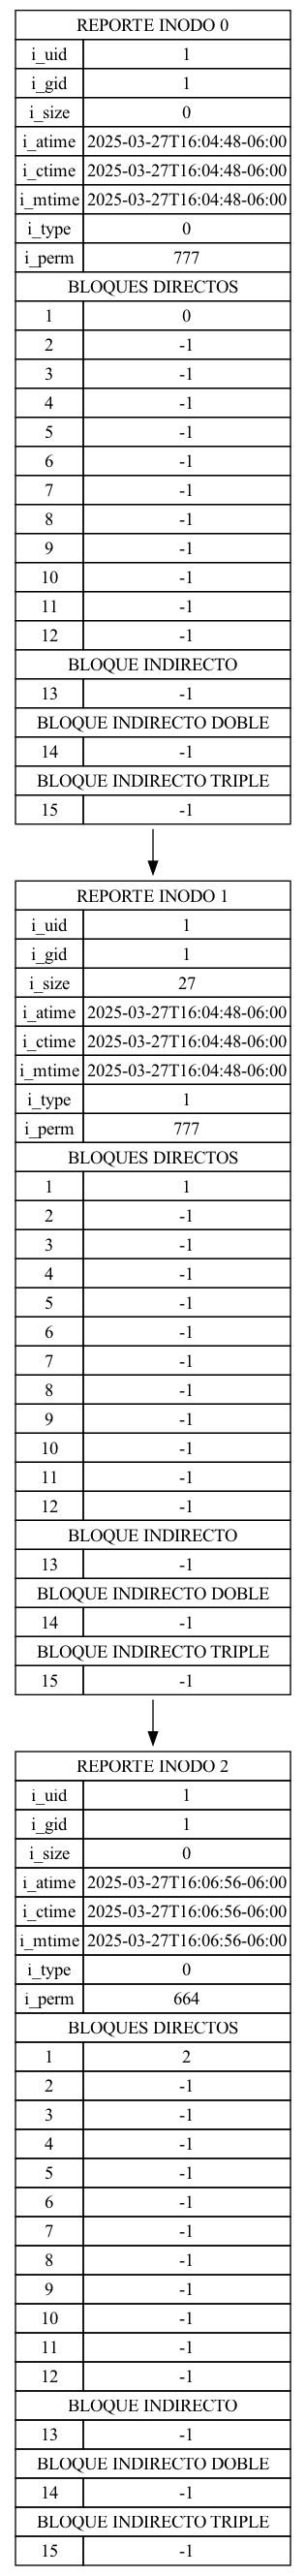 REPORTE INODO 0
i_uid 1
i_gid 1
i_size 0
i_atime 2025-03-27T16:04:48-06:00
i_ctime 2025-03-27T16:04:48-06:00
i_mtime 2025-03-27T16:04:48-06:00
i_type 0
i_perm 777
BLOQUES DIRECTOS
1 0
2 -1
3 -1
4 -1
5 -1
6 -1
7 -1
8 -1
9 -1
10 -1
11 -1
12 -1
BLOQUE INDIRECTO
13 -1
BLOQUE INDIRECTO DOBLE
14 -1
BLOQUE INDIRECTO TRIPLE
15 -1
REPORTE INODO 1
i_uid 1
i_gid 1
i_size 27
i_atime 2025-03-27T16:04:48-06:00
i_ctime 2025-03-27T16:04:48-06:00
i_mtime 2025-03-27T16:04:48-06:00
i_type 1
i_perm 777
BLOQUES DIRECTOS
1 1
2 -1
3 -1
4 -1
5 -1
6 -1
7 -1
8 -1
9 -1
10 -1
11 -1
12 -1
BLOQUE INDIRECTO
13 -1
BLOQUE INDIRECTO DOBLE
14 -1
BLOQUE INDIRECTO TRIPLE
15 -1
REPORTE INODO 2
i_uid 1
i_gid 1
i_size 0
i_atime 2025-03-27T16:06:56-06:00
i_ctime 2025-03-27T16:06:56-06:00
i_mtime 2025-03-27T16:06:56-06:00
i_type 0
i_perm 664
BLOQUES DIRECTOS
1 2
2 -1
3 -1
4 -1
5 -1
6 -1
7 -1
8 -1
9 -1
10 -1
11 -1
12 -1
BLOQUE INDIRECTO
13 -1
BLOQUE INDIRECTO DOBLE
14 -1
BLOQUE INDIRECTO TRIPLE
15 -1